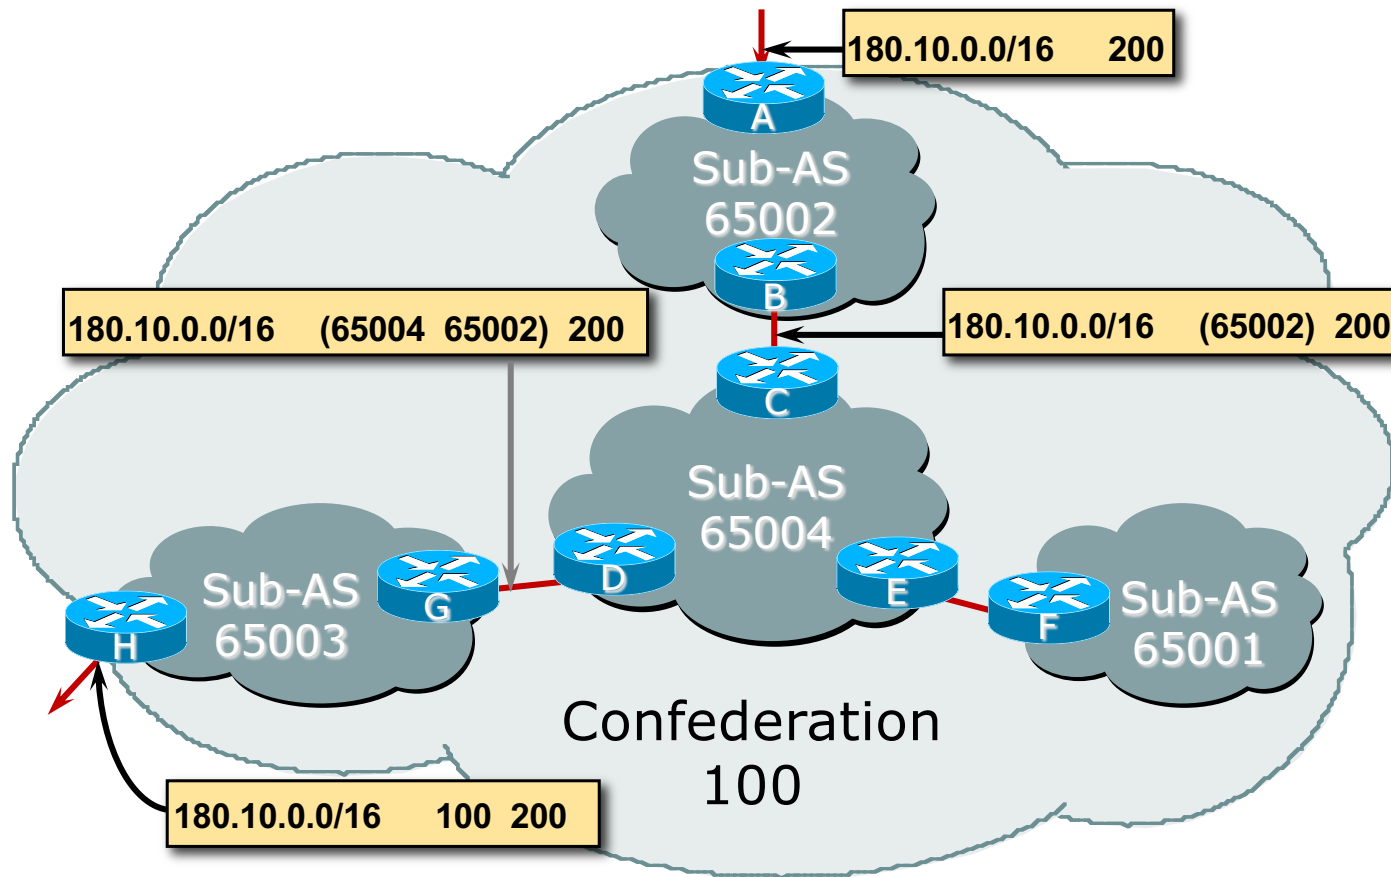 180.10.0.0/16 200
A
Sub-AS
65002
B
180.10.0.0/16 (65004 65002) 200
180.10.0.0/16 (65002) 200
C
Sub-AS
65004
D
E
Sub-AS
65003
G
H
F
Sub-AS
65001
Confederation
100
180.10.0.0/16 100 200